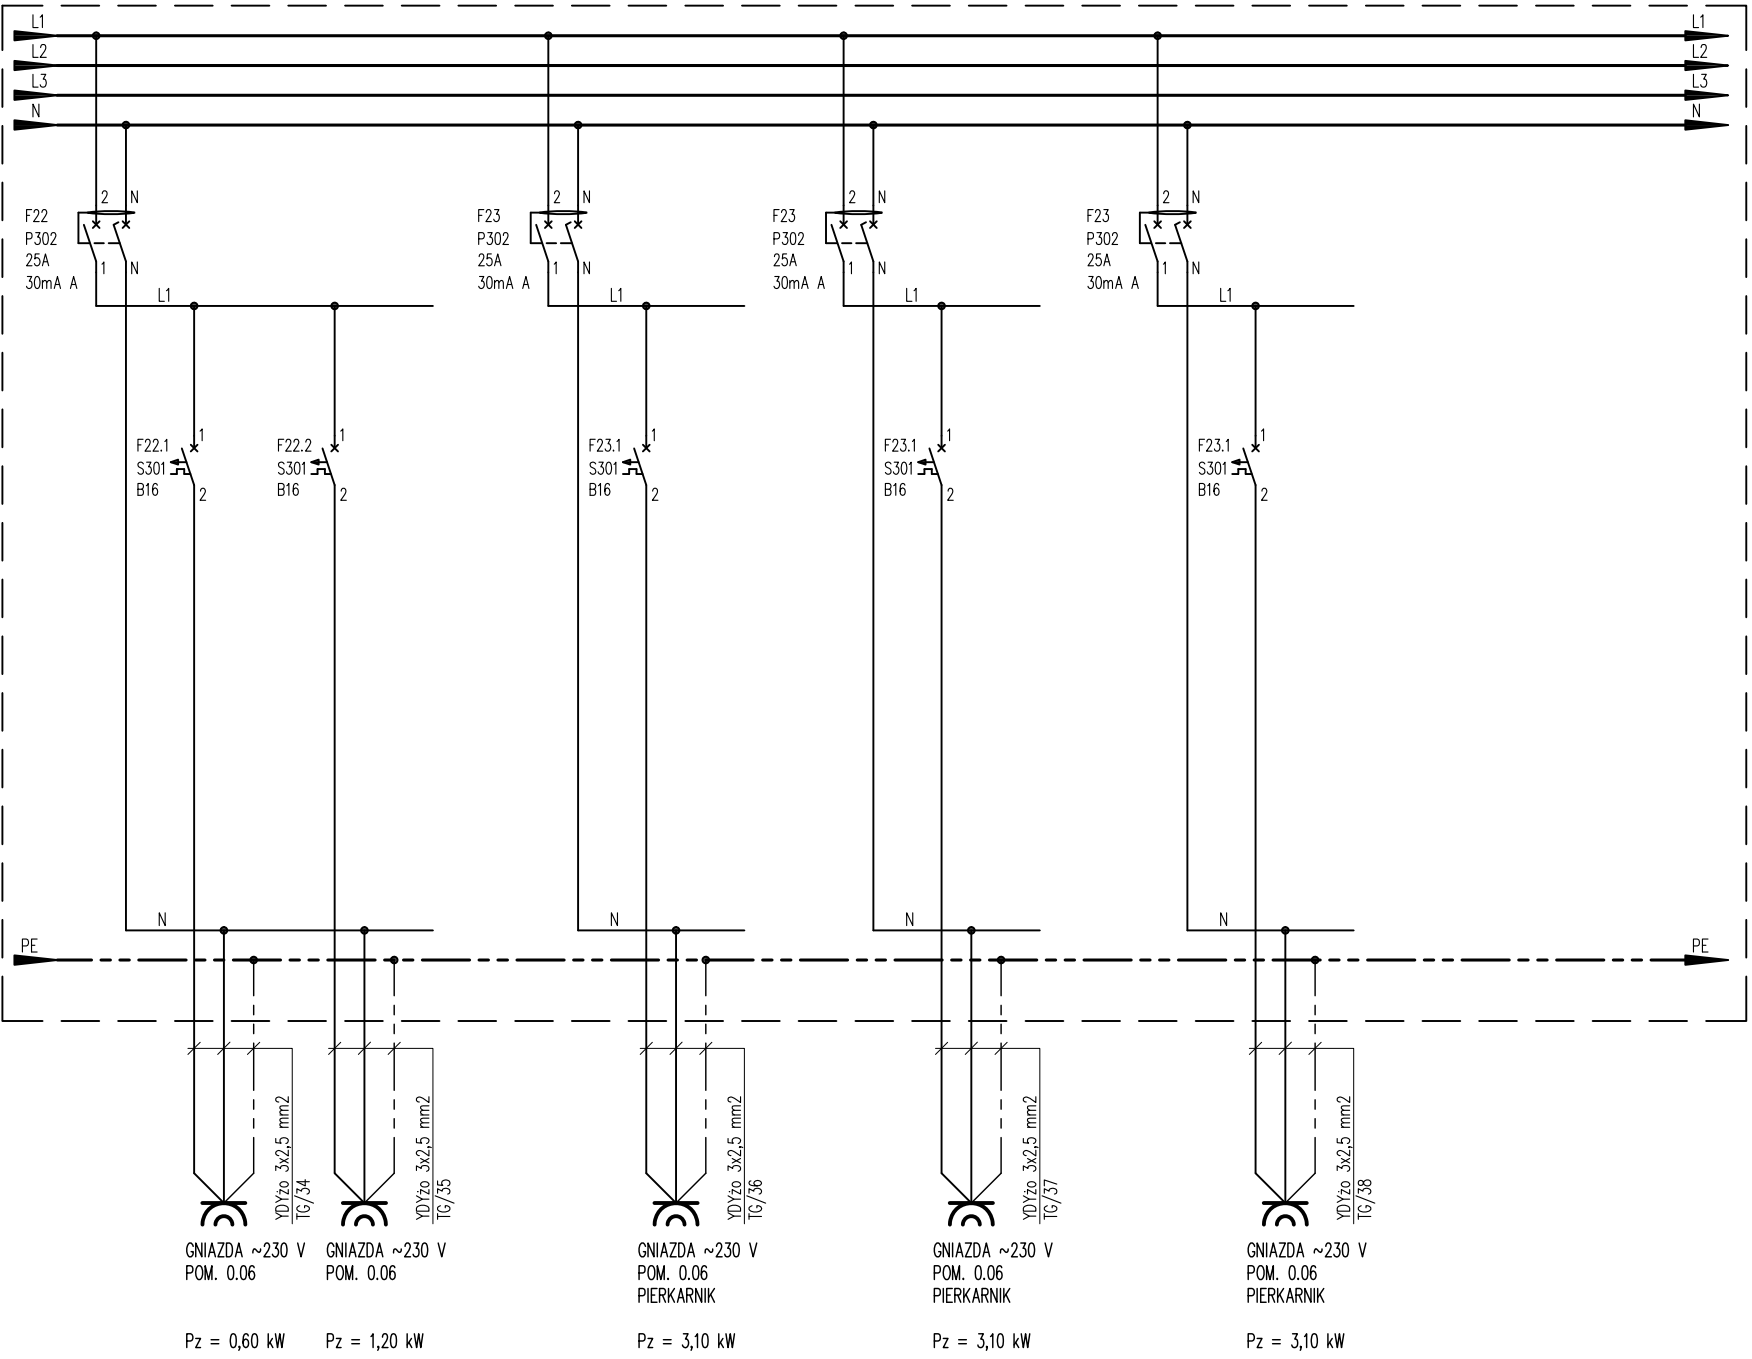 L1
L1
L2
L2
L3
L3
N
N
2 N
2 N
2 N
2 N
F22
P302
25A
30mA A
1 N
F23
P302
25A
30mA A
1 N
F23
P302
25A
30mA A
1 N
F23
P302
25A
30mA A
1 N
L1
L1
L1
L1
F22.1
S301
B16
1
2
F22.2
S301
B16
1
2
F23.1
S301
B16
1
2
F23.1
S301
B16
1
2
F23.1
S301
B16
1
2
N
N
N
N
PE
PE
YDYżo 3x2,5 mm2
TG/34
YDYżo 3x2,5 mm2
TG/35
YDYżo 3x2,5 mm2
TG/36
YDYżo 3x2,5 mm2
TG/37
YDYżo 3x2,5 mm2
TG/38
GNIAZDA ~230 V
POM. 0.06
Pz = 0,60 kW
GNIAZDA ~230 V
POM. 0.06
Pz = 1,20 kW
GNIAZDA ~230 V
POM. 0.06
PIERKARNIK
Pz = 3,10 kW
GNIAZDA ~230 V
POM. 0.06
PIERKARNIK
Pz = 3,10 kW
GNIAZDA ~230 V
POM. 0.06
PIERKARNIK
Pz = 3,10 kW